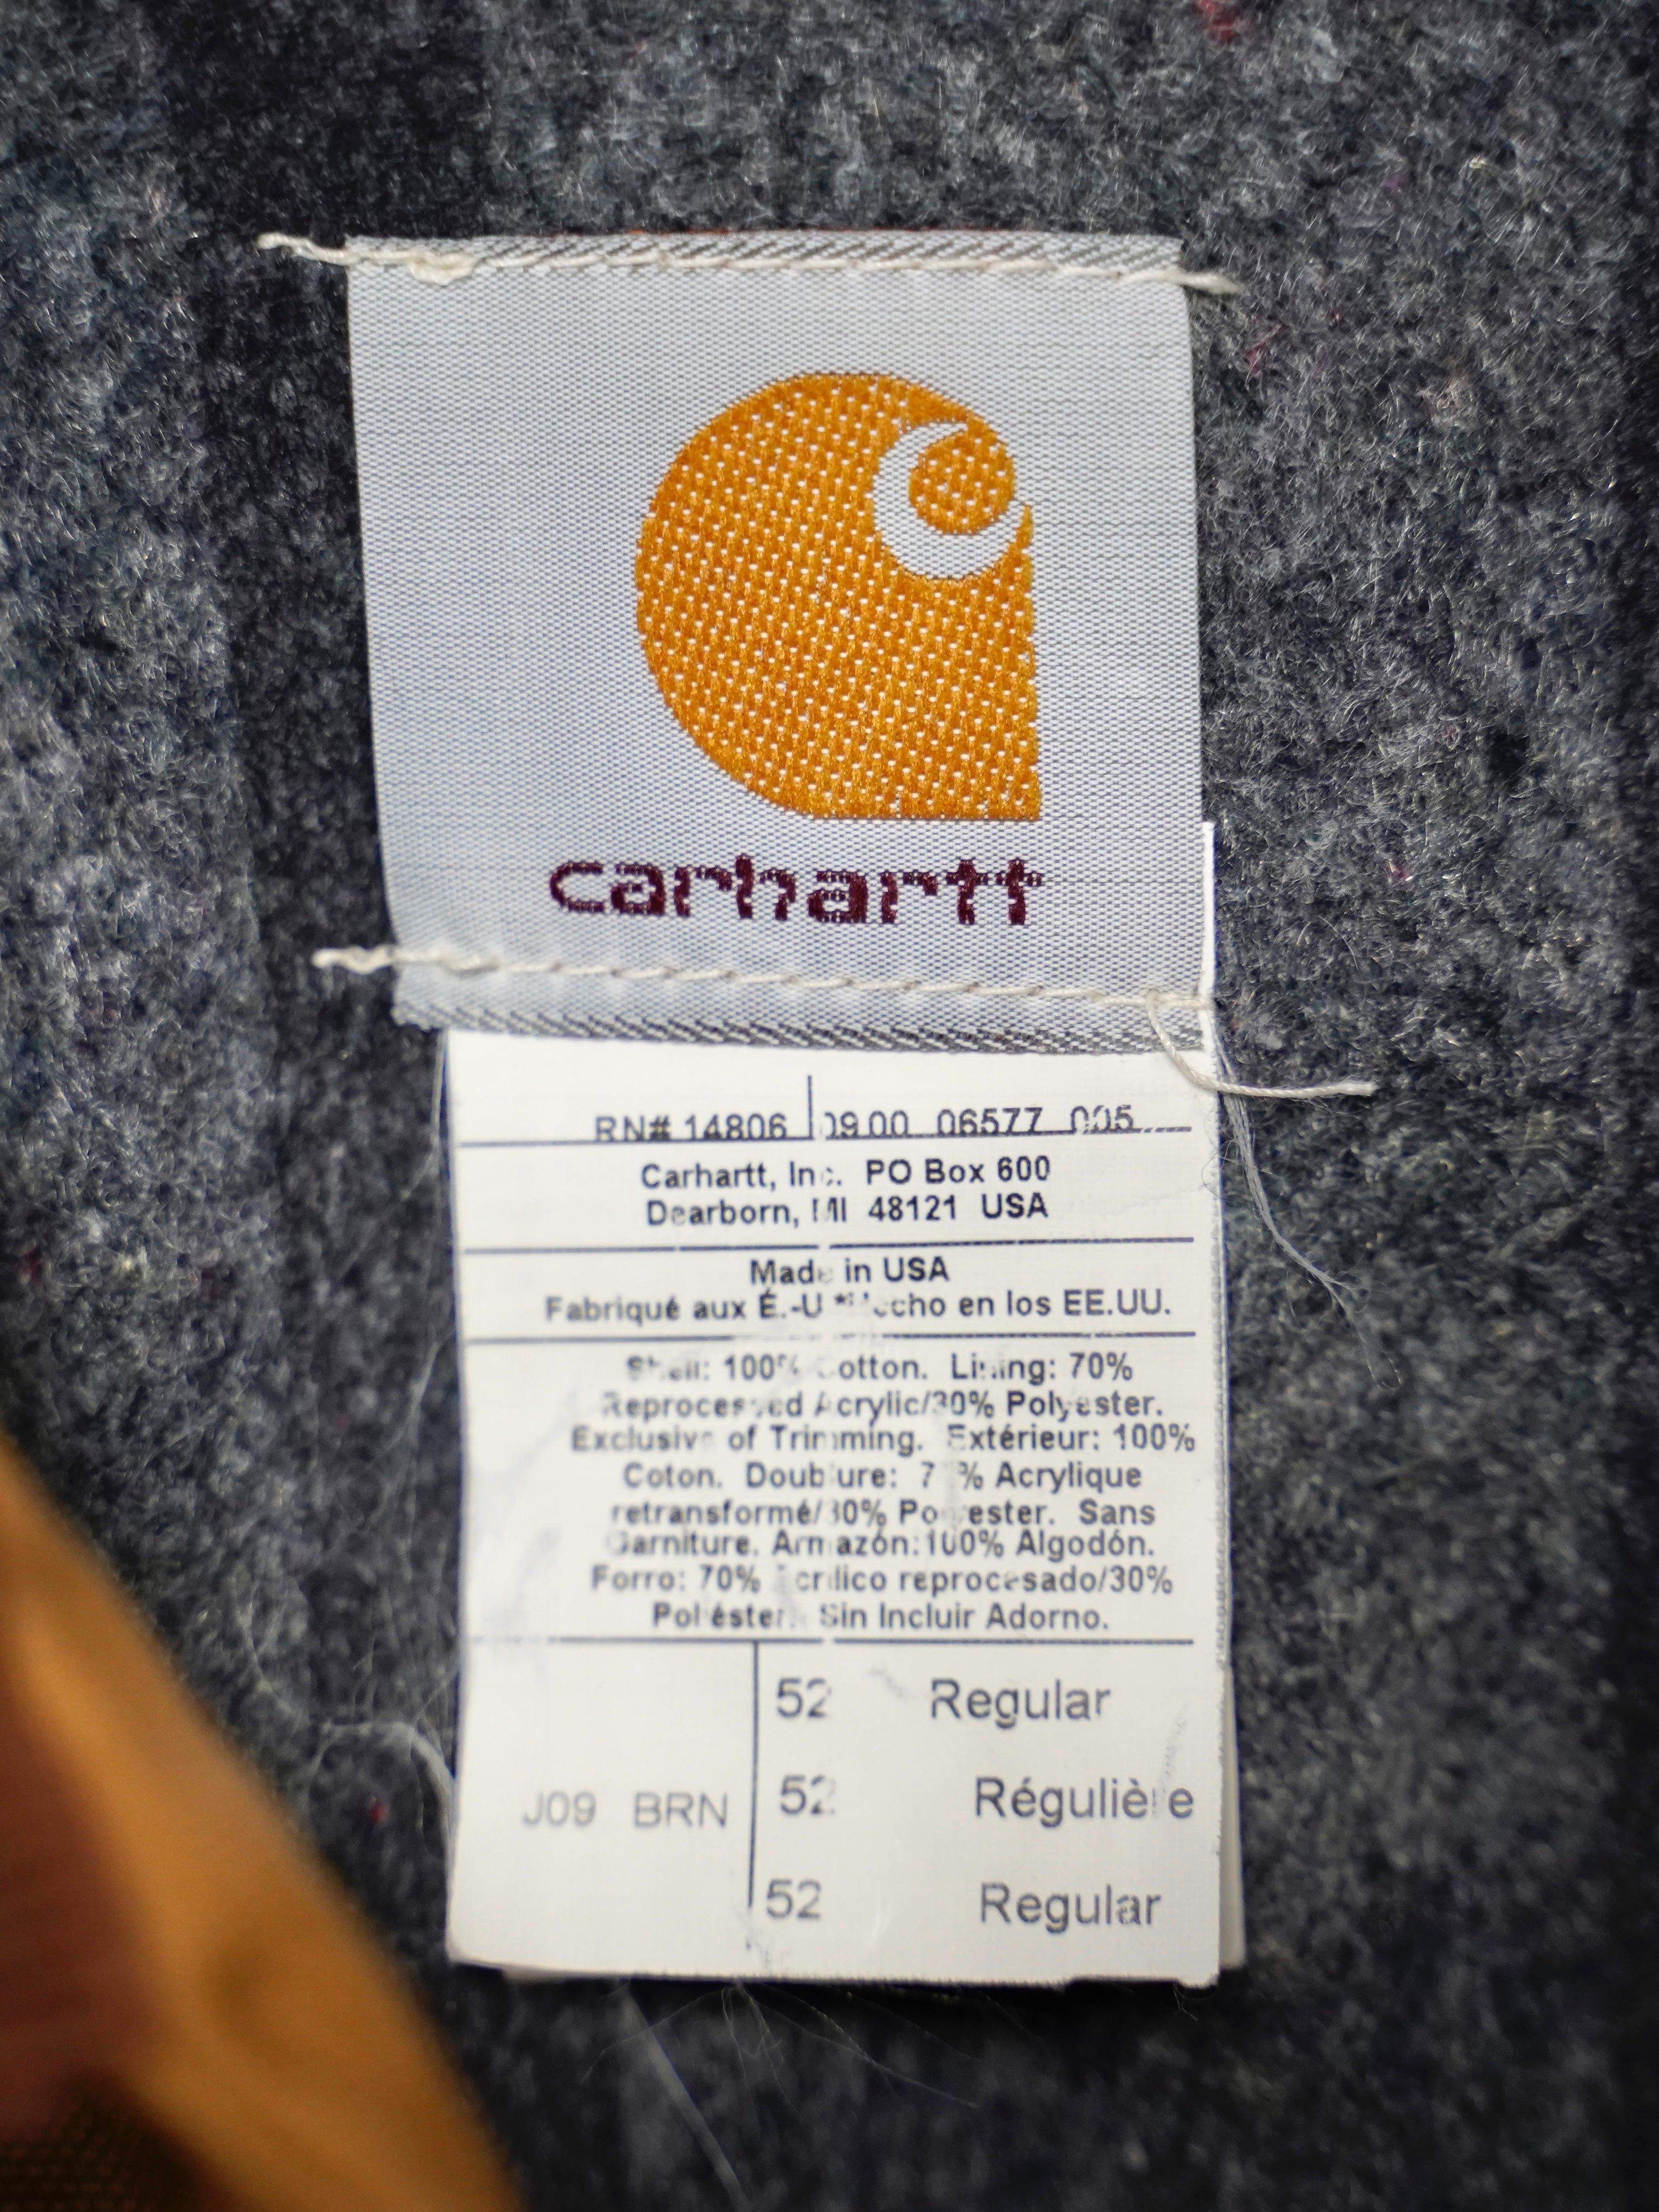 carhartt
RN# 14806 0900 06577 005
Carhartt, Inc. PO Box 600
Dearborn, MI 48121 USA
Made in USA
Fabriqué aux É.-U *Hecho en los EE.UU.
Shell: 100% Cotton. Lining: 70%
Reprocessed Acrylic/30% Polyester.
Exclusive of Trimming. Extérieur: 100%
Coton. Doublure: 70% Acrylique
retransformé/30% Polyester. Sans
Garniture. Armazón:100% Algodón.
Forro: 70% Acrilico reprocesado/30%
Poliéster. Sin Incluir Adorno.
52 Regular
J09 BRN 52 Régulière
52 Regular